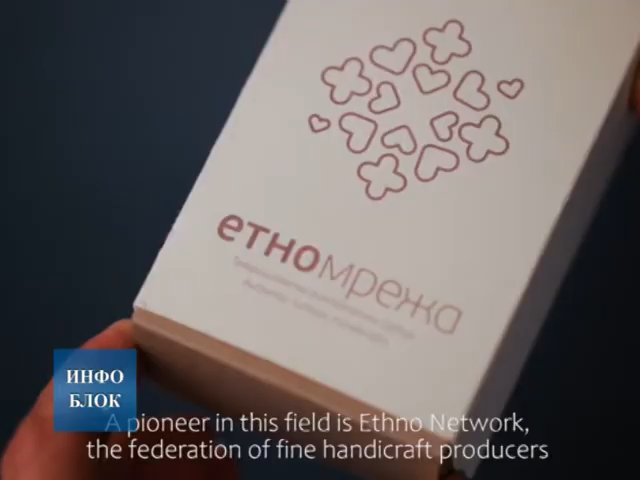 етномрежа
ИНФО
БЛОК
A pioneer in this field is Ethno Network,
the federation of fine handicraft producers